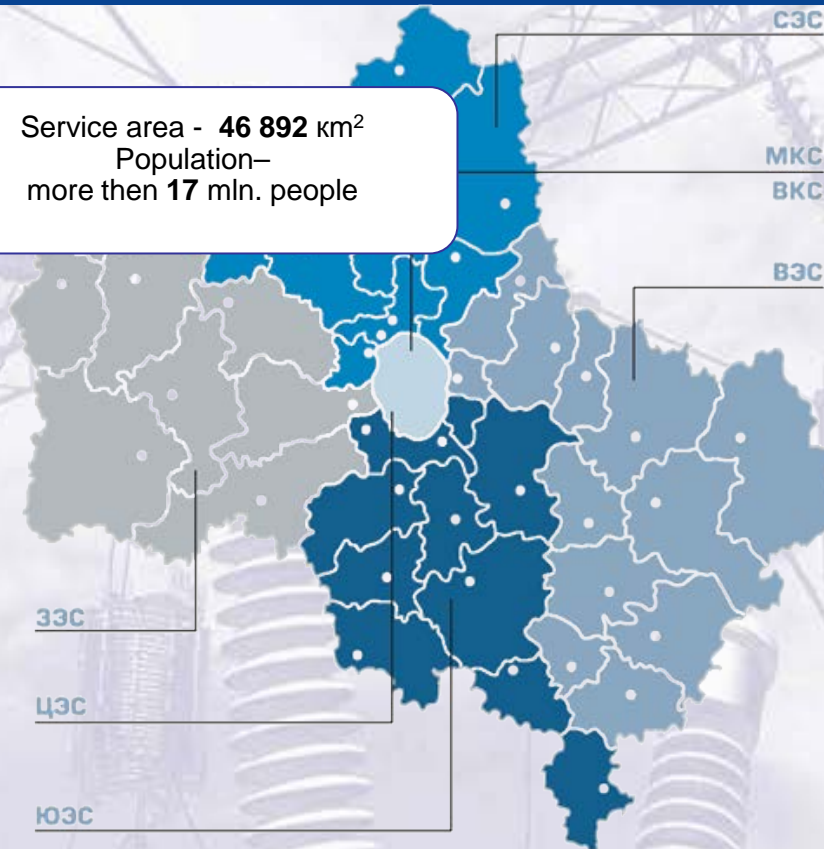 СЭС
Service area - 46 892 км²
Population–
more then 17 mln. people
МКС
ВКС
ВЭС
ЗЭС
ЦЭС
ЮЭС